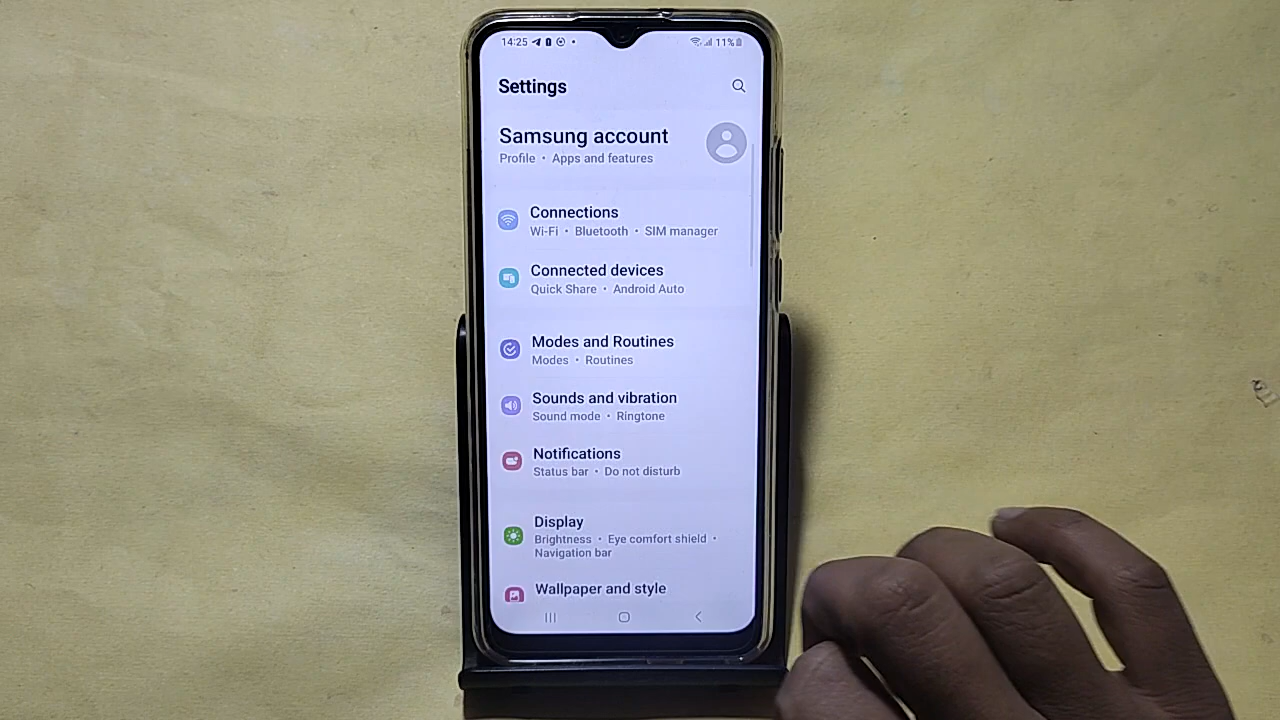 14:25 11%
Settings
Samsung account
Profile • Apps and features
Connections
Wi-Fi • Bluetooth • SIM manager
Connected devices
Quick Share • Android Auto
Modes and Routines
Modes • Routines
Sounds and vibration
Sound mode • Ringtone
Notifications
Status bar • Do not disturb
Display
Brightness • Eye comfort shield •
Navigation bar
Wallpaper and style